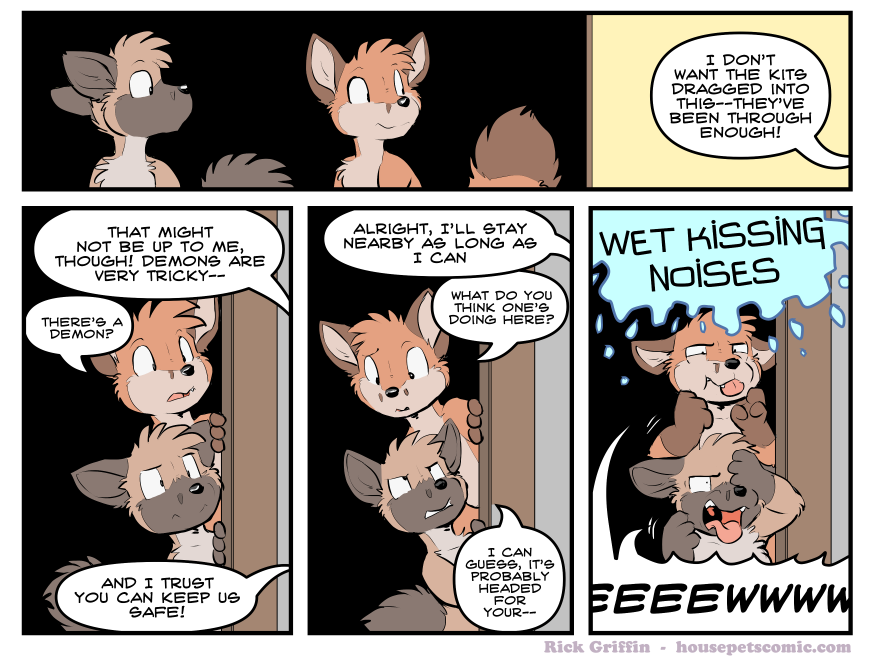 I DON'T
WANT THE KITS
DRAGGED INTO
THIS--THEY'VE
BEEN THROUGH
ENOUGH!
THAT MIGHT
NOT BE UP TO ME,
THOUGH! DEMONS ARE
VERY TRICKY--
THERE'S A
DEMON?
AND I TRUST
YOU CAN KEEP US
SAFE!
ALRIGHT, I'LL STAY
NEARBY AS LONG AS
I CAN
WHAT DO YOU
THINK ONE'S
DOING HERE?
I CAN
GUESS, IT'S
PROBABLY
HEADED
FOR
YOUR--
WET KISSING
NOISES
EEEEEWWWW
Rick Griffin - housepetscomic.com